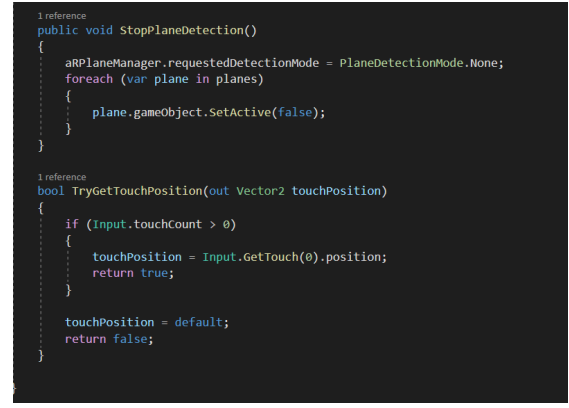 1 reference
public void StopPlaneDetection()
{
aRPlaneManager.requestedDetectionMode = PlaneDetectionMode.None;
foreach (var plane in planes)
{
plane.gameObject.SetActive(false);
}
}
1 reference
bool TryGetTouchPosition(out Vector2 touchPosition)
{
if (Input.touchCount > 0)
{
touchPosition = Input.GetTouch(0).position;
return true;
}
touchPosition = default;
return false;
}
}